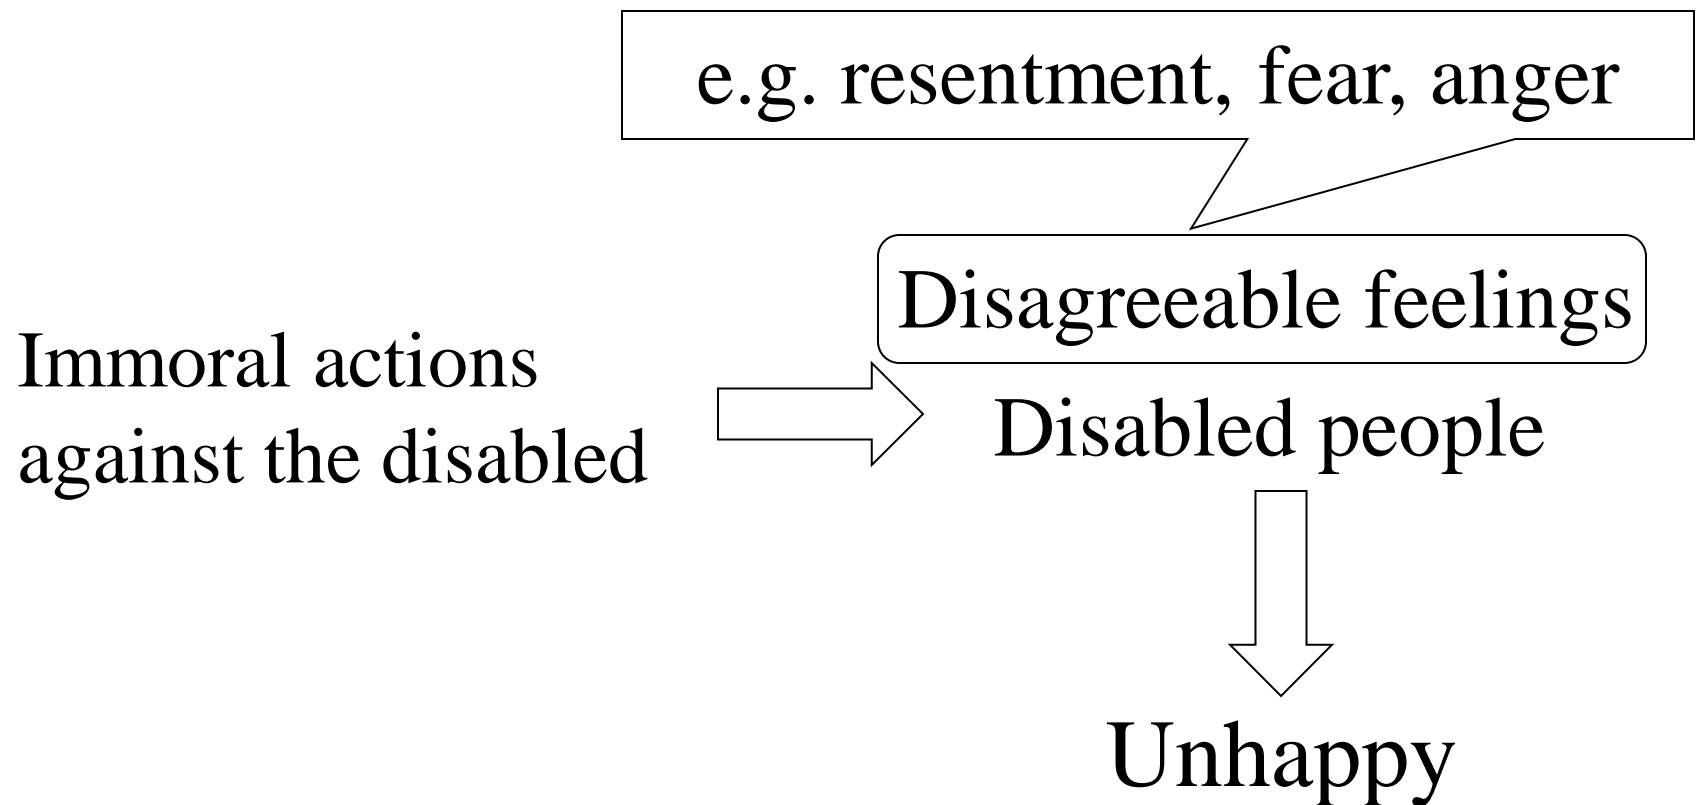 e.g. resentment, fear, anger
Disagreeable feelings
Immoral actions
against the disabled
Disabled people
Unhappy